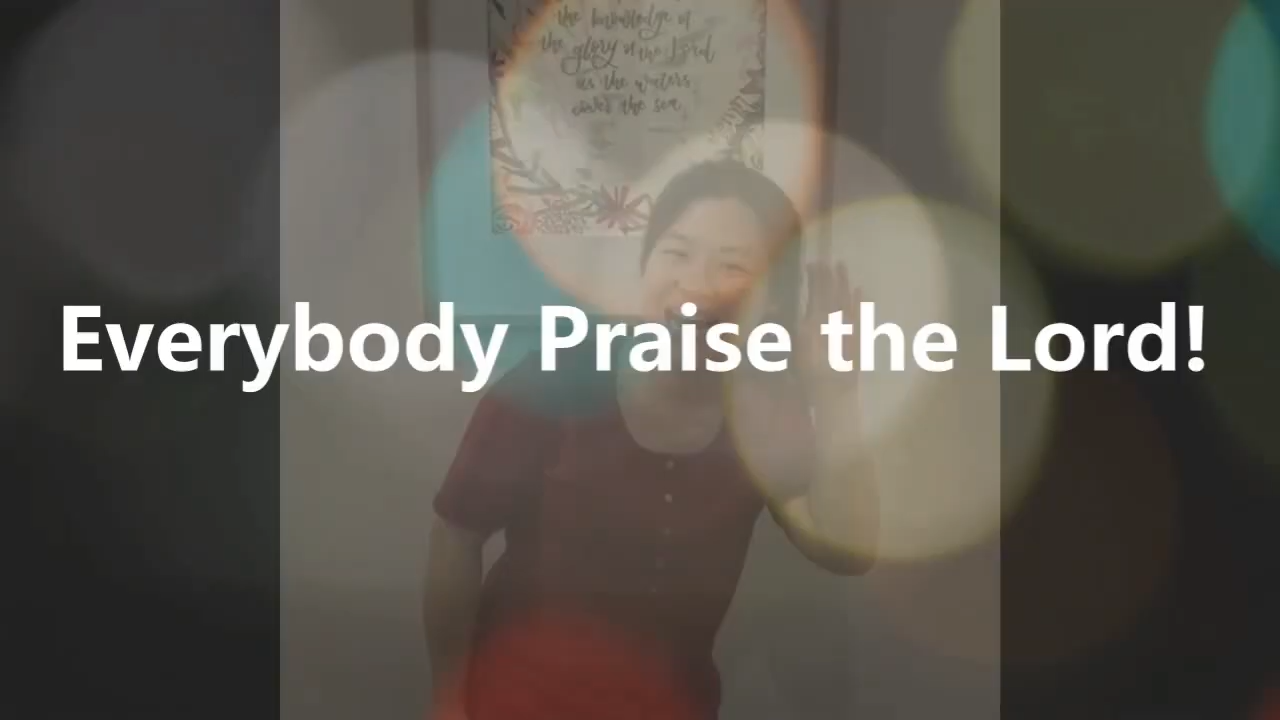 the knowledge of
the glory of the Lord
as the waters
cover the sea
Everybody Praise the Lord!